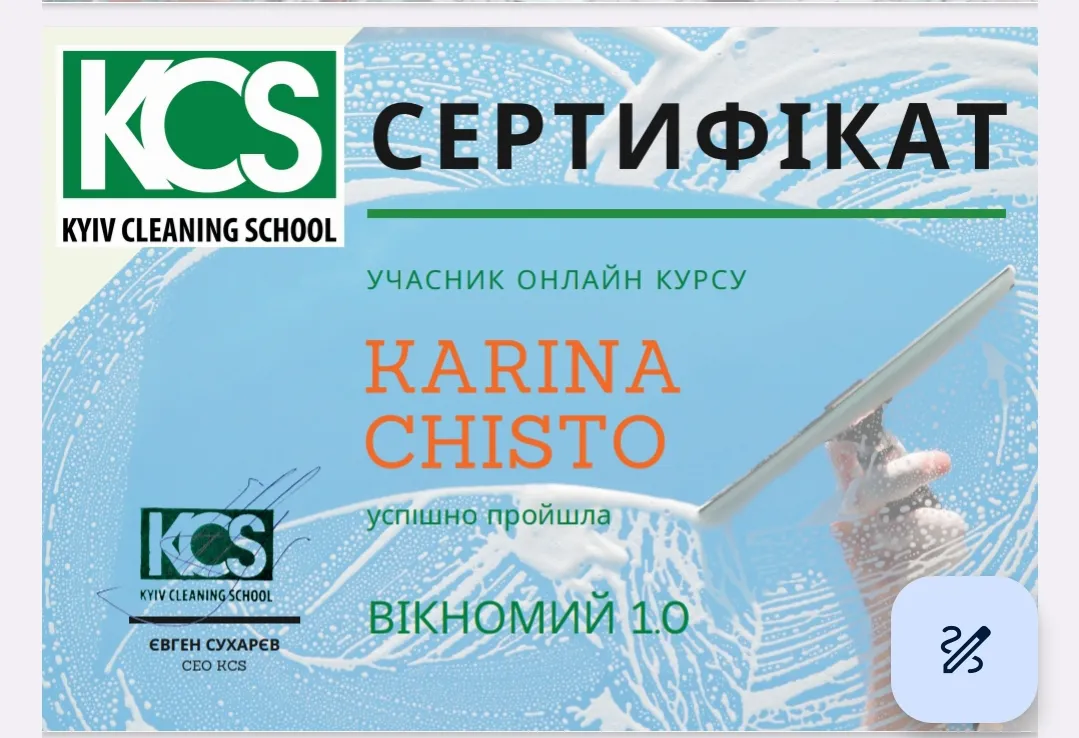 KCS
KYIV CLEANING SCHOOL
СЕРТИФІКАТ
УЧАСНИК ОНЛАЙН КУРСУ
KARINA
CHISTO
успішно пройшла
ВІКНОМИЙ 1.0
KCS
KYIV CLEANING SCHOOL
ЄВГЕН СУХАРЄВ
CEO KCS